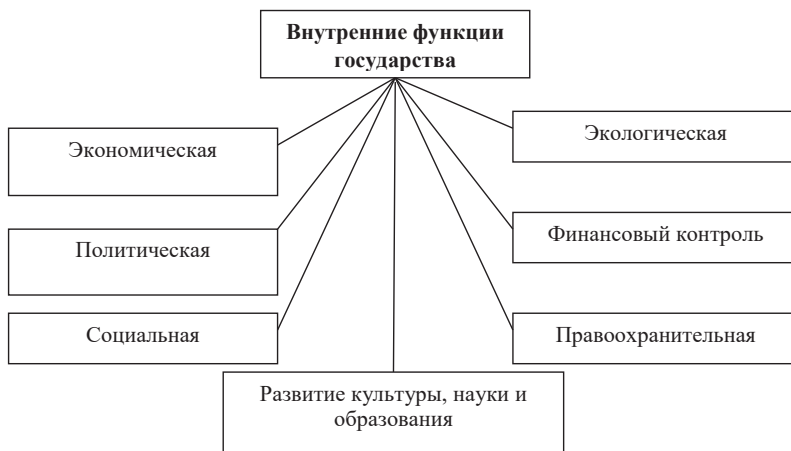 Внутренние функции
государства
Экономическая
Экологическая
Политическая
Финансовый контроль
Социальная
Правоохранительная
Развитие культуры, науки и
образования